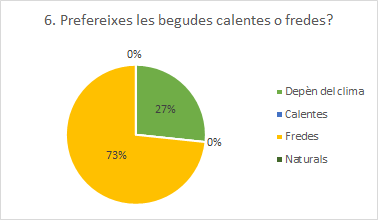 6. Prefereixes les begudes calentes o fredes?
0%
27%
0%
73%
Depèn del clima
Calentes
Fredes
Naturals